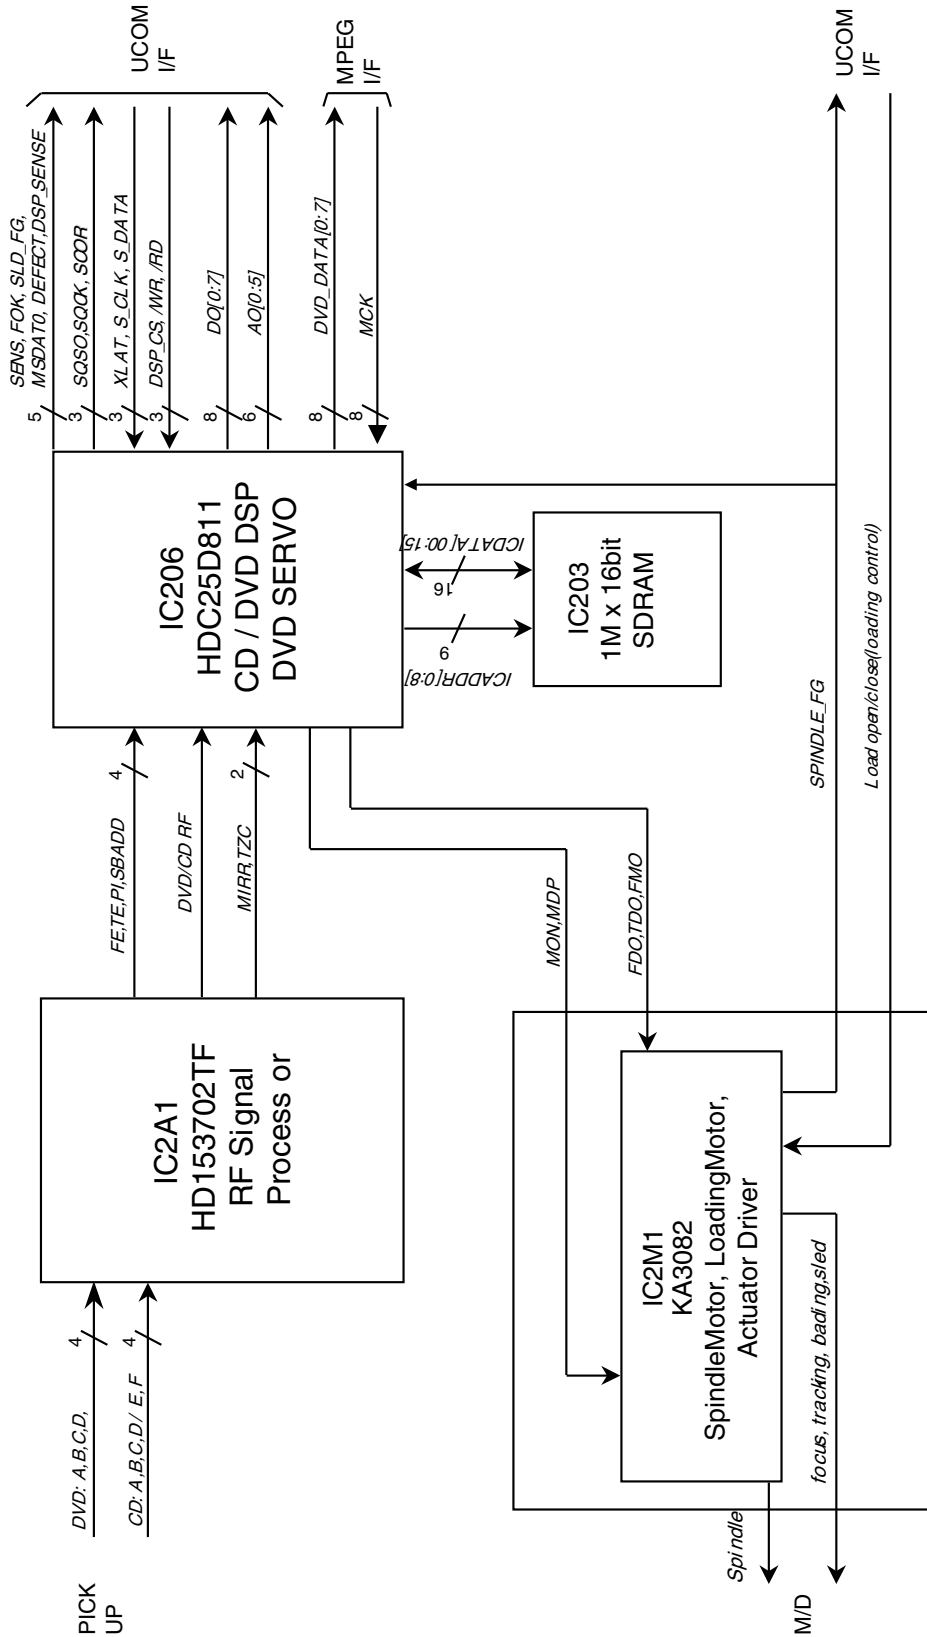 PICK
UP
DVD: A,B,C,D,
4
CD: A,B,C,D / E,F
4
IC2A1
HD153702TF
RF Signal
Process or
FE,TE,PI,SBADD
4
DVD/CD RF
MIRR,TZC
2
IC206
HDC25D811
CD / DVD DSP
DVD SERVO
SENS, FOK, SLD_FG,
MSDAT0, DEFECT,DSP_SENSE
5
SQSO,SQCK, SCOR
3
XLAT, S_CLK, S_DATA
3
DSP_CS, /WR, /RD
3
DO[0:7]
8
AO[0:5]
6
UCOM
I/F
DVD_DATA[0:7]
8
MCK
8
MPEG
I/F
ICDATA[00:15]
16
9
ICADDR[0:8]
IC203
1M x 16bit
SDRAM
MON,MDP
FDO,TDO,FMO
IC2M1
KA3082
SpindleMotor, LoadingMotor,
Actuator Driver
SPINDLE_FG
Load open/close(loading control)
UCOM
I/F
Spindle
focus, tracking, bading,sled
M/D